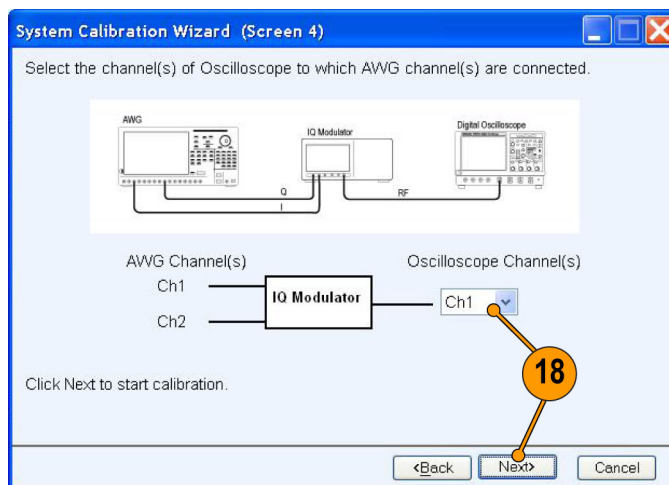 System Calibration Wizard (Screen 4)
Select the channel(s) of Oscilloscope to which AWG channel(s) are connected.
AWG
IQ Modulator
Digital Oscilloscope
Q
I
RF
AWG Channel(s)
Oscilloscope Channel(s)
Ch1
IQ Modulator
Ch1
Ch2
18
Click Next to start calibration.
<Back
Next>
Cancel